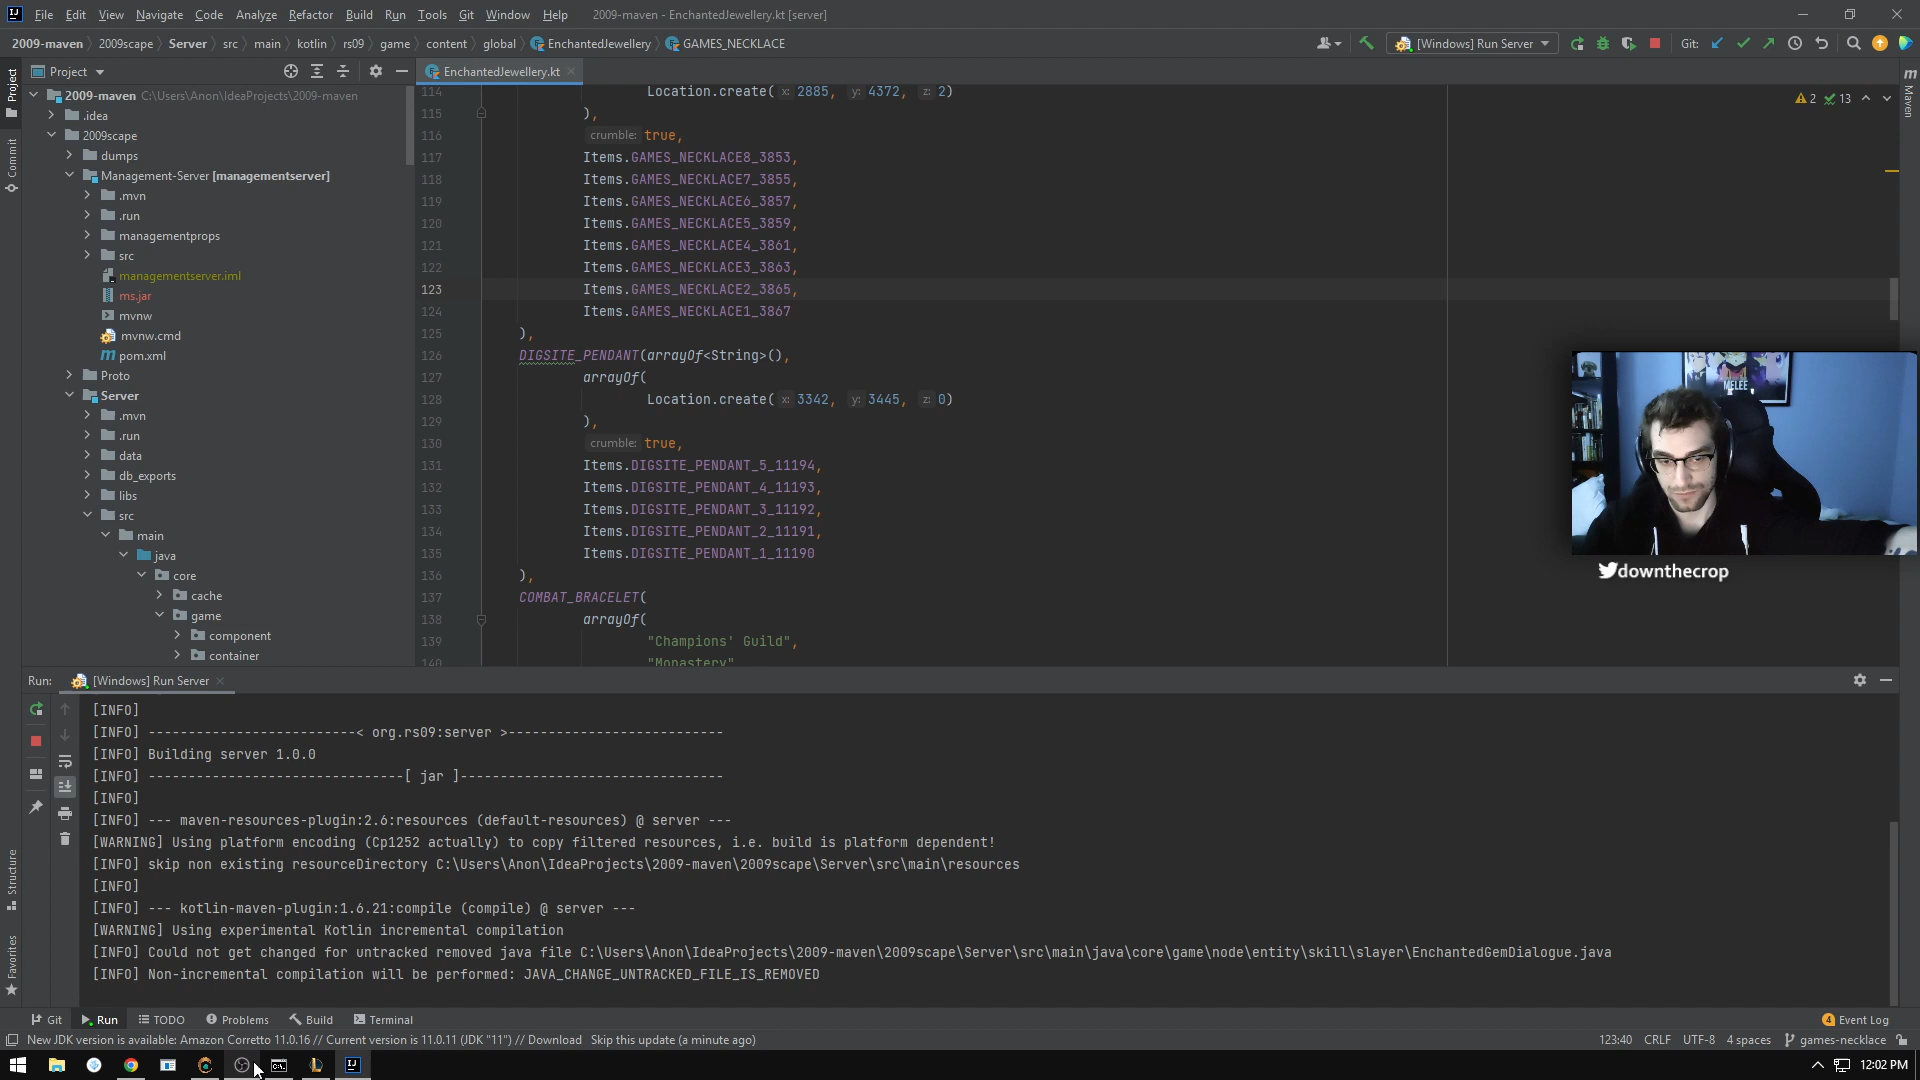 File Edit View Navigate Code Analyze Refactor Build Run Tools Git Window Help 2009-maven - EnchantedJewellery.kt [server]
2009-maven 2009scape Server src main kotlin rs09 game content global EnchantedJewellery GAMES_NECKLACE [Windows] Run Server Git:
Project EnchantedJewellery.kt
2009-maven C:\Users\Anon\IdeaProjects\2009-maven
.idea
2009scape
dumps
Management-Server [managementserver]
.mvn
.run
managementprops
src
managementserver.iml
ms.jar
mvnw
mvnw.cmd
pom.xml
Proto
Server
.mvn
.run
data
db_exports
libs
src
main
java
core
cache
game
component
container
Project
Commit
Structure
Favorites
Maven
2 13
114 Location.create( x: 2885, y: 4372, z: 2)
115 ),
116 crumble: true,
117 Items.GAMES_NECKLACE8_3853,
118 Items.GAMES_NECKLACE7_3855,
119 Items.GAMES_NECKLACE6_3857,
120 Items.GAMES_NECKLACE5_3859,
121 Items.GAMES_NECKLACE4_3861,
122 Items.GAMES_NECKLACE3_3863,
123 Items.GAMES_NECKLACE2_3865,
124 Items.GAMES_NECKLACE1_3867
125 ),
126 DIGSITE_PENDANT(arrayOf<String>(),
127 arrayOf(
128 Location.create( x: 3342, y: 3445, z: 0)
129 ),
130 crumble: true,
131 Items.DIGSITE_PENDANT_5_11194,
132 Items.DIGSITE_PENDANT_4_11193,
133 Items.DIGSITE_PENDANT_3_11192,
134 Items.DIGSITE_PENDANT_2_11191,
135 Items.DIGSITE_PENDANT_1_11190
136 ),
137 COMBAT_BRACELET(
138 arrayOf(
139 "Champions' Guild",
140 "Monastery"
MELEE
downthecrop
Run: [Windows] Run Server
[INFO]
[INFO] --------------------------< org.rs09:server >---------------------------
[INFO] Building server 1.0.0
[INFO] --------------------------------[ jar ]---------------------------------
[INFO]
[INFO] --- maven-resources-plugin:2.6:resources (default-resources) @ server ---
[WARNING] Using platform encoding (Cp1252 actually) to copy filtered resources, i.e. build is platform dependent!
[INFO] skip non existing resourceDirectory C:\Users\Anon\IdeaProjects\2009-maven\2009scape\Server\src\main\resources
[INFO]
[INFO] --- kotlin-maven-plugin:1.6.21:compile (compile) @ server ---
[WARNING] Using experimental Kotlin incremental compilation
[INFO] Could not get changed for untracked removed java file C:\Users\Anon\IdeaProjects\2009-maven\2009scape\Server\src\main\java\core\game\node\entity\skill\slayer\EnchantedGemDialogue.java
[INFO] Non-incremental compilation will be performed: JAVA_CHANGE_UNTRACKED_FILE_IS_REMOVED
Git Run TODO Problems Build Terminal 4 Event Log
New JDK version is available: Amazon Corretto 11.0.16 // Current version is 11.0.11 (JDK "11") // Download Skip this update (a minute ago) 123:40 CRLF UTF-8 4 spaces games-necklace
12:02 PM